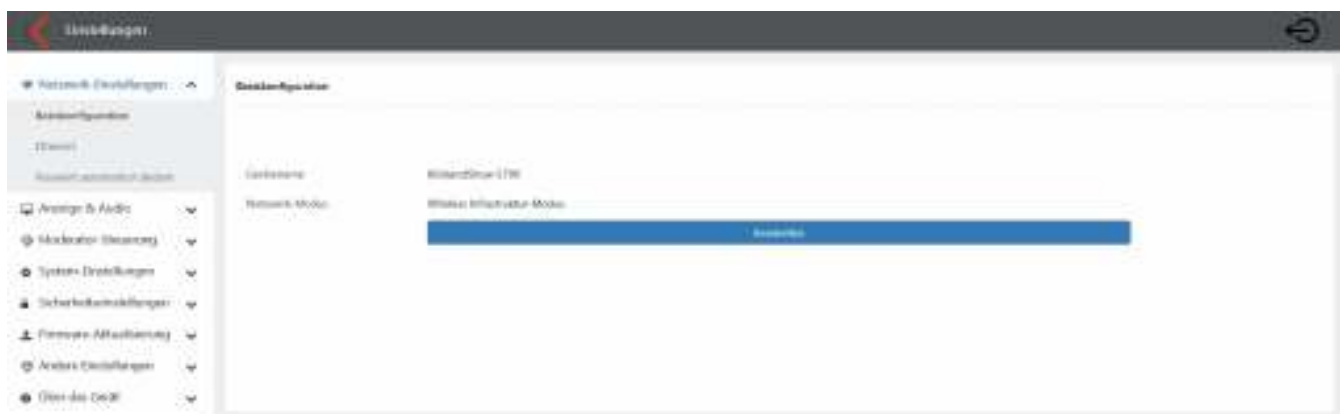 Einstellungen
Netzwerk-Einstellungen
Basiskonfiguration
Ethernet
Anzeige & Audio
Moderator-Steuerung
System-Einstellungen
Sicherheitseinstellungen
Firmware-Aktualisierung
Andere Einstellungen
Über das Gerät
Basiskonfiguration
Gerätename
Netzwerk-Modus
Wireless Infrastruktur-Modus
Bearbeiten